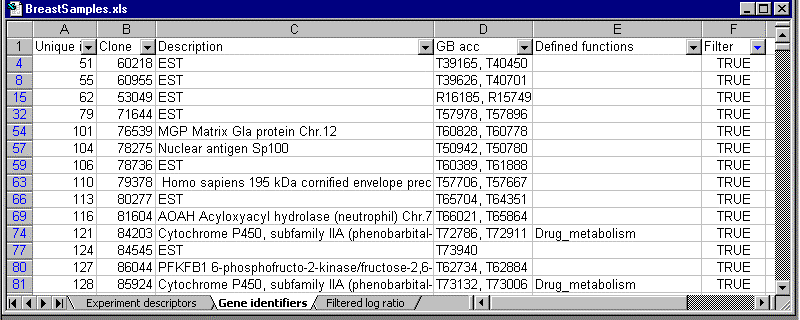 BreastSamples.xls
A B C D E F
1 Unique i Clone Description GB acc Defined functions Filter
4 51 60218 EST T39165, T40450 TRUE
8 55 60955 EST T39626, T40701 TRUE
15 62 53049 EST R16185, R15749 TRUE
32 79 71644 EST T57978, T57896 TRUE
54 101 76539 MGP Matrix Gla protein Chr.12 T60828, T60778 TRUE
57 104 78275 Nuclear antigen Sp100 T50942, T50780 TRUE
59 106 78736 EST T60389, T61888 TRUE
63 110 79378 Homo sapiens 195 kDa cornified envelope prec T57706, T57667 TRUE
66 113 80277 EST T65704, T64351 TRUE
69 116 81604 AOAH Acyloxyacyl hydrolase (neutrophil) Chr.7 T66021, T65864 TRUE
74 121 84203 Cytochrome P450, subfamily IIA (phenobarbital- T72786, T72911 Drug_metabolism TRUE
77 124 84545 EST T73940 TRUE
80 127 86044 PFKFB1 6-phosphofructo-2-kinase/fructose-2,6- T62734, T62884 TRUE
81 128 85924 Cytochrome P450, subfamily IIA (phenobarbital- T73132, T73006 Drug_metabolism TRUE
Experiment descriptors Gene identifiers Filtered log ratio